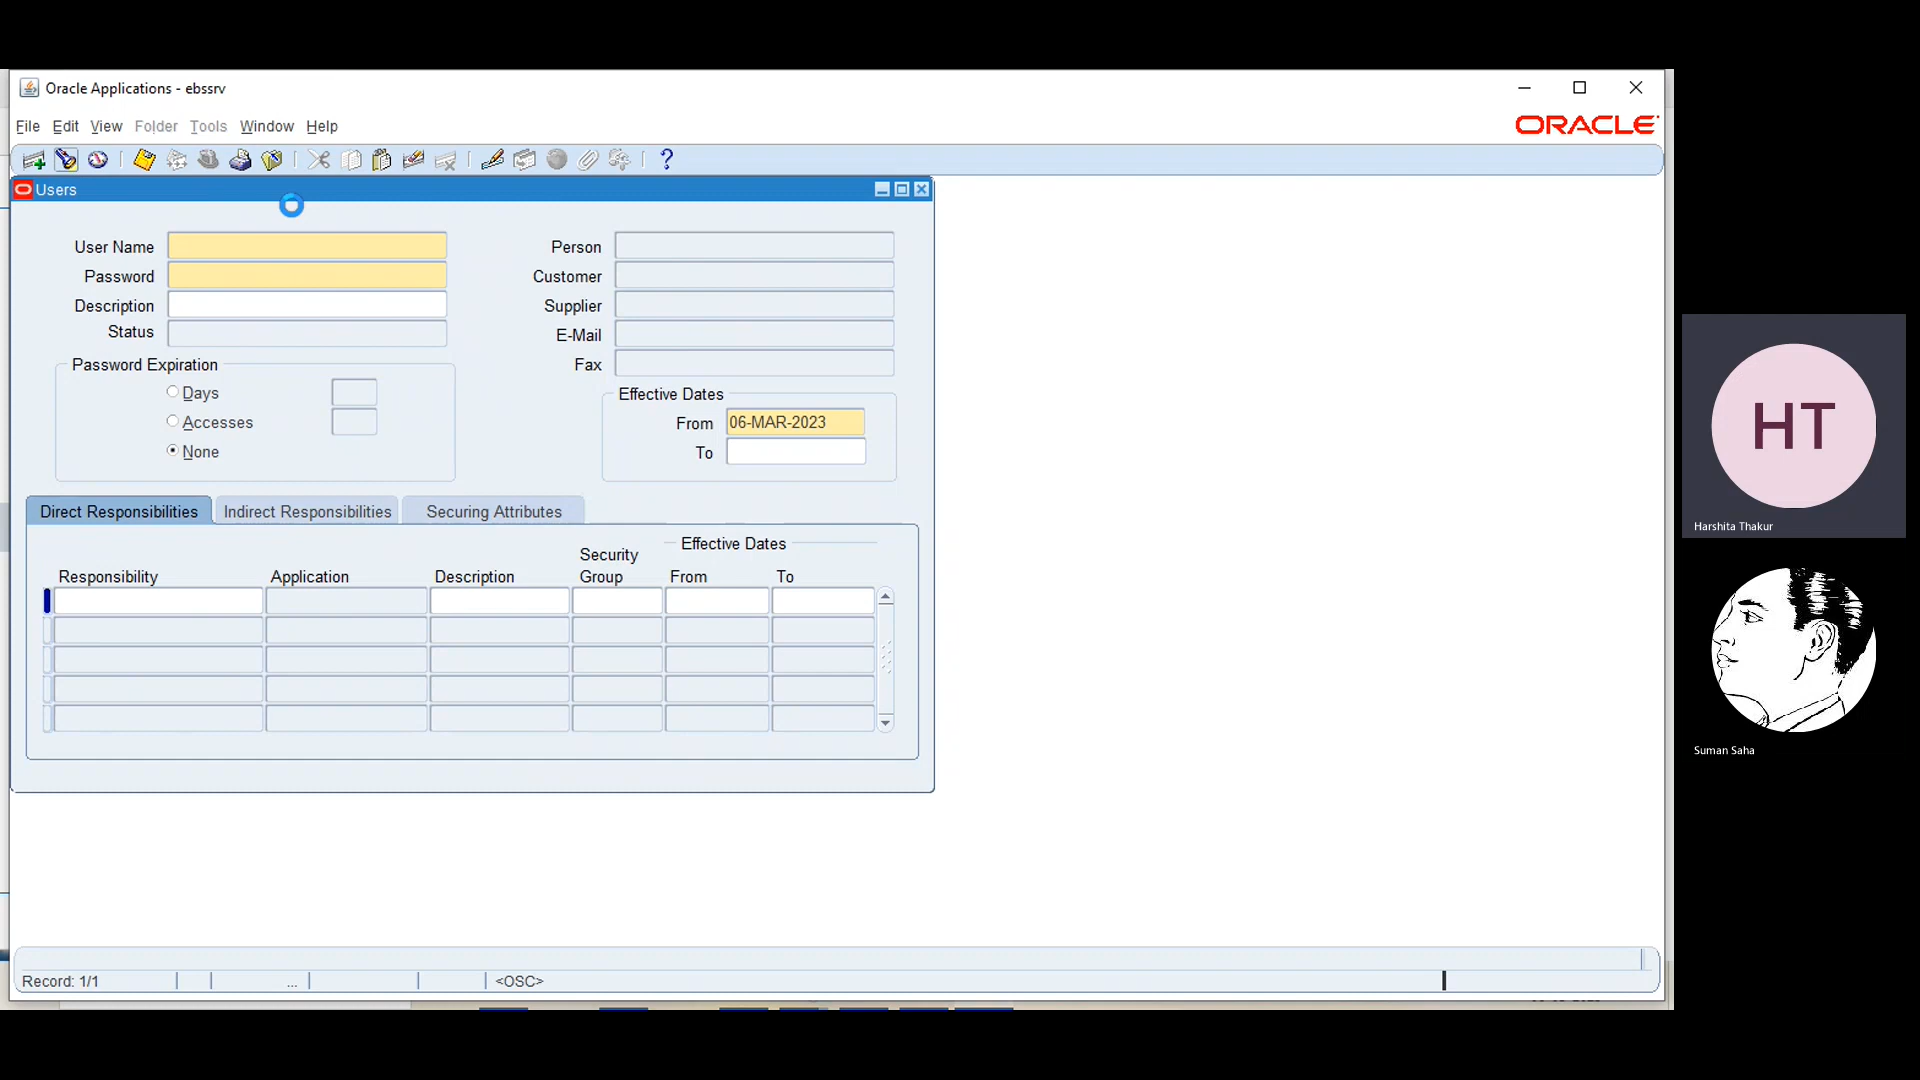 Oracle Applications - ebssrv
File Edit View Folder Tools Window Help
ORACLE
Users
User Name
Password
Description
Status
Person
Customer
Supplier
E-Mail
Fax
Password Expiration
Days
Accesses
None
Effective Dates
From 06-MAR-2023
To
Direct Responsibilities Indirect Responsibilities Securing Attributes
Effective Dates
Security
Responsibility Application Description Group From To
Record: 1/1 ... <OSC>
HT
Harshita Thakur
Suman Saha